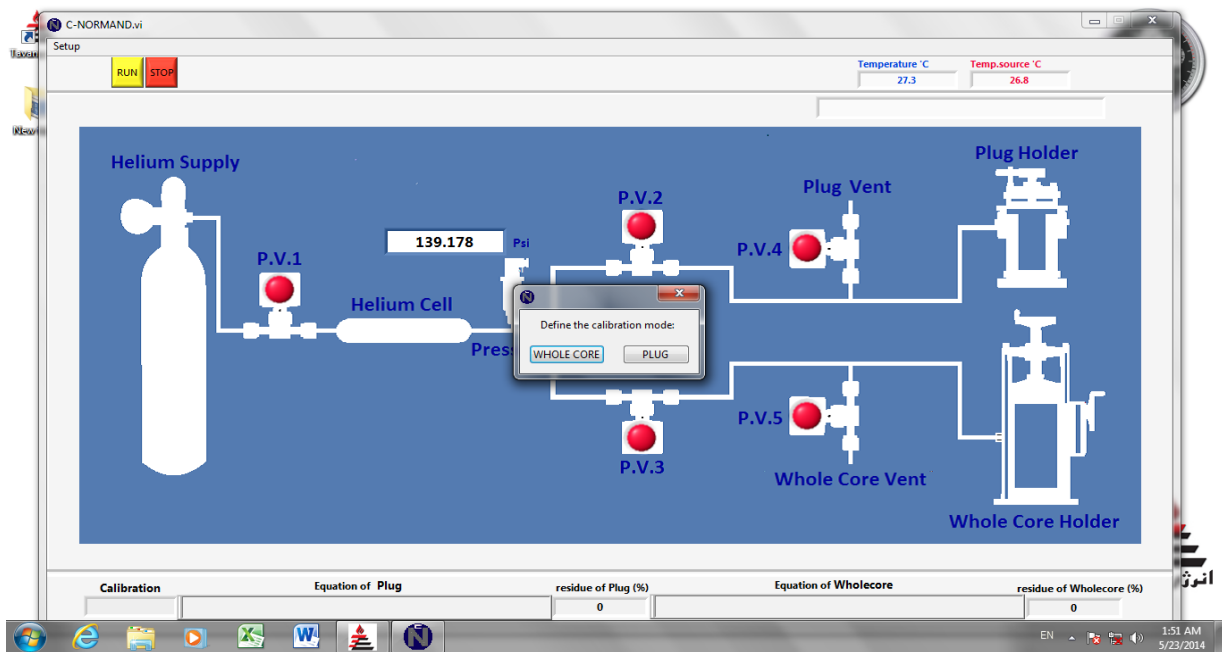 C-NORMAND.vi
Setup
RUN STOP
Temperature 'C Temp.source 'C
27.3 26.8
Helium Supply
Plug Holder
Plug Vent
P.V.2
139.178 Psi
P.V.4
P.V.1
Helium Cell
Press
Define the calibration mode:
WHOLE CORE PLUG
P.V.5
P.V.3
Whole Core Vent
Whole Core Holder
انرژ
Calibration Equation of Plug residue of Plug (%) Equation of Wholecore residue of Wholecore (%)
0 0
EN 1:51 AM
5/23/2014